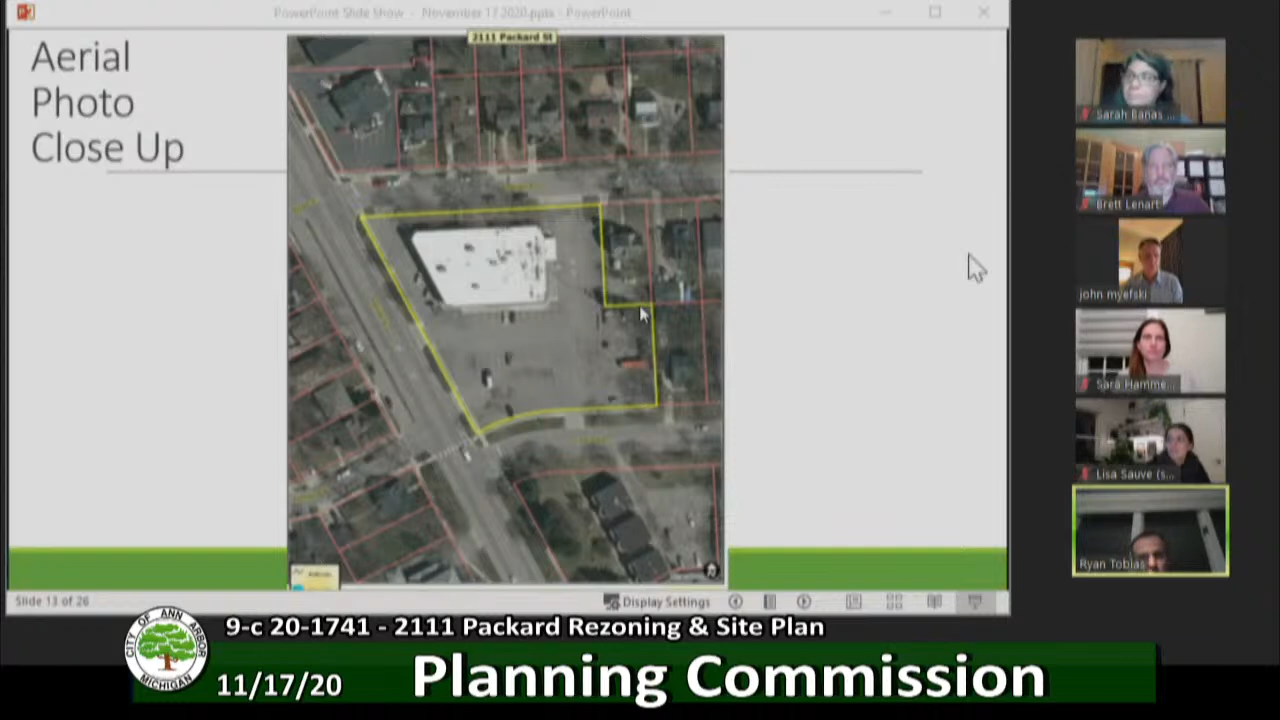 PowerPoint Slide Show - November 17 2020.pptx - PowerPoint
2111 Packard St
Aerial
Photo
Close Up
Sarah Banas ...
Brett Lenart
john myefski
Sara Hamme...
Lisa Sauve (s...
Ryan Tobias
Slide 13 of 26
Display Settings
CITY OF ANN ARBOR
MICHIGAN
9-c 20-1741 - 2111 Packard Rezoning & Site Plan
11/17/20
Planning Commission